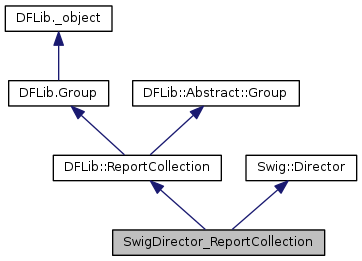 DFLib._object
DFLib.Group
DFLib::Abstract::Group
DFLib::ReportCollection
Swig::Director
SwigDirector_ReportCollection